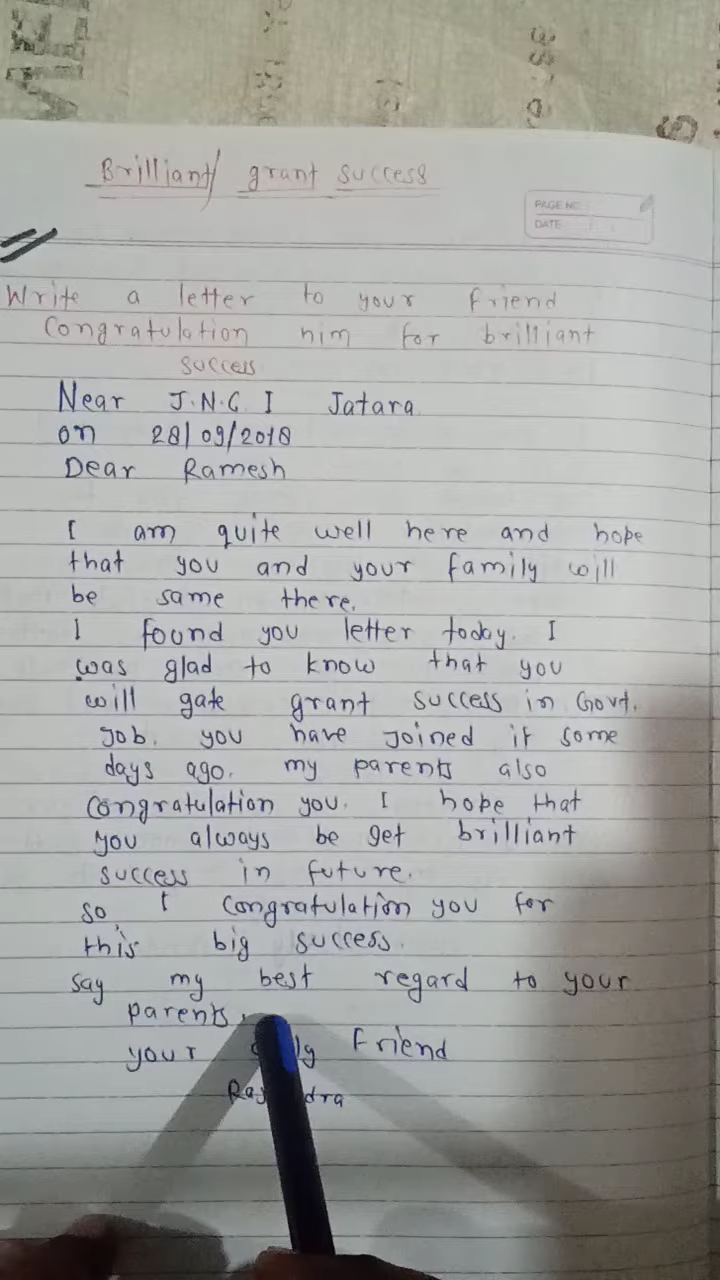 Brilliant/ grant success
PAGE NO
DATE
Write a letter to your friend
Congratulation him for brilliant
success
Near J.N.C I Jatara
on 28/09/2018
Dear Ramesh
I am quite well here and hope
that you and your family will
be same there.
I found you letter today. I
was glad to know that you
will gate grant success in Govt.
Job. you have Joined it some
days ago. my parents also
congratulation you. I hope that
you always be get brilliant
success in future.
so, I congratulation you for
this big success.
say my best regard to your
parents.
your friend